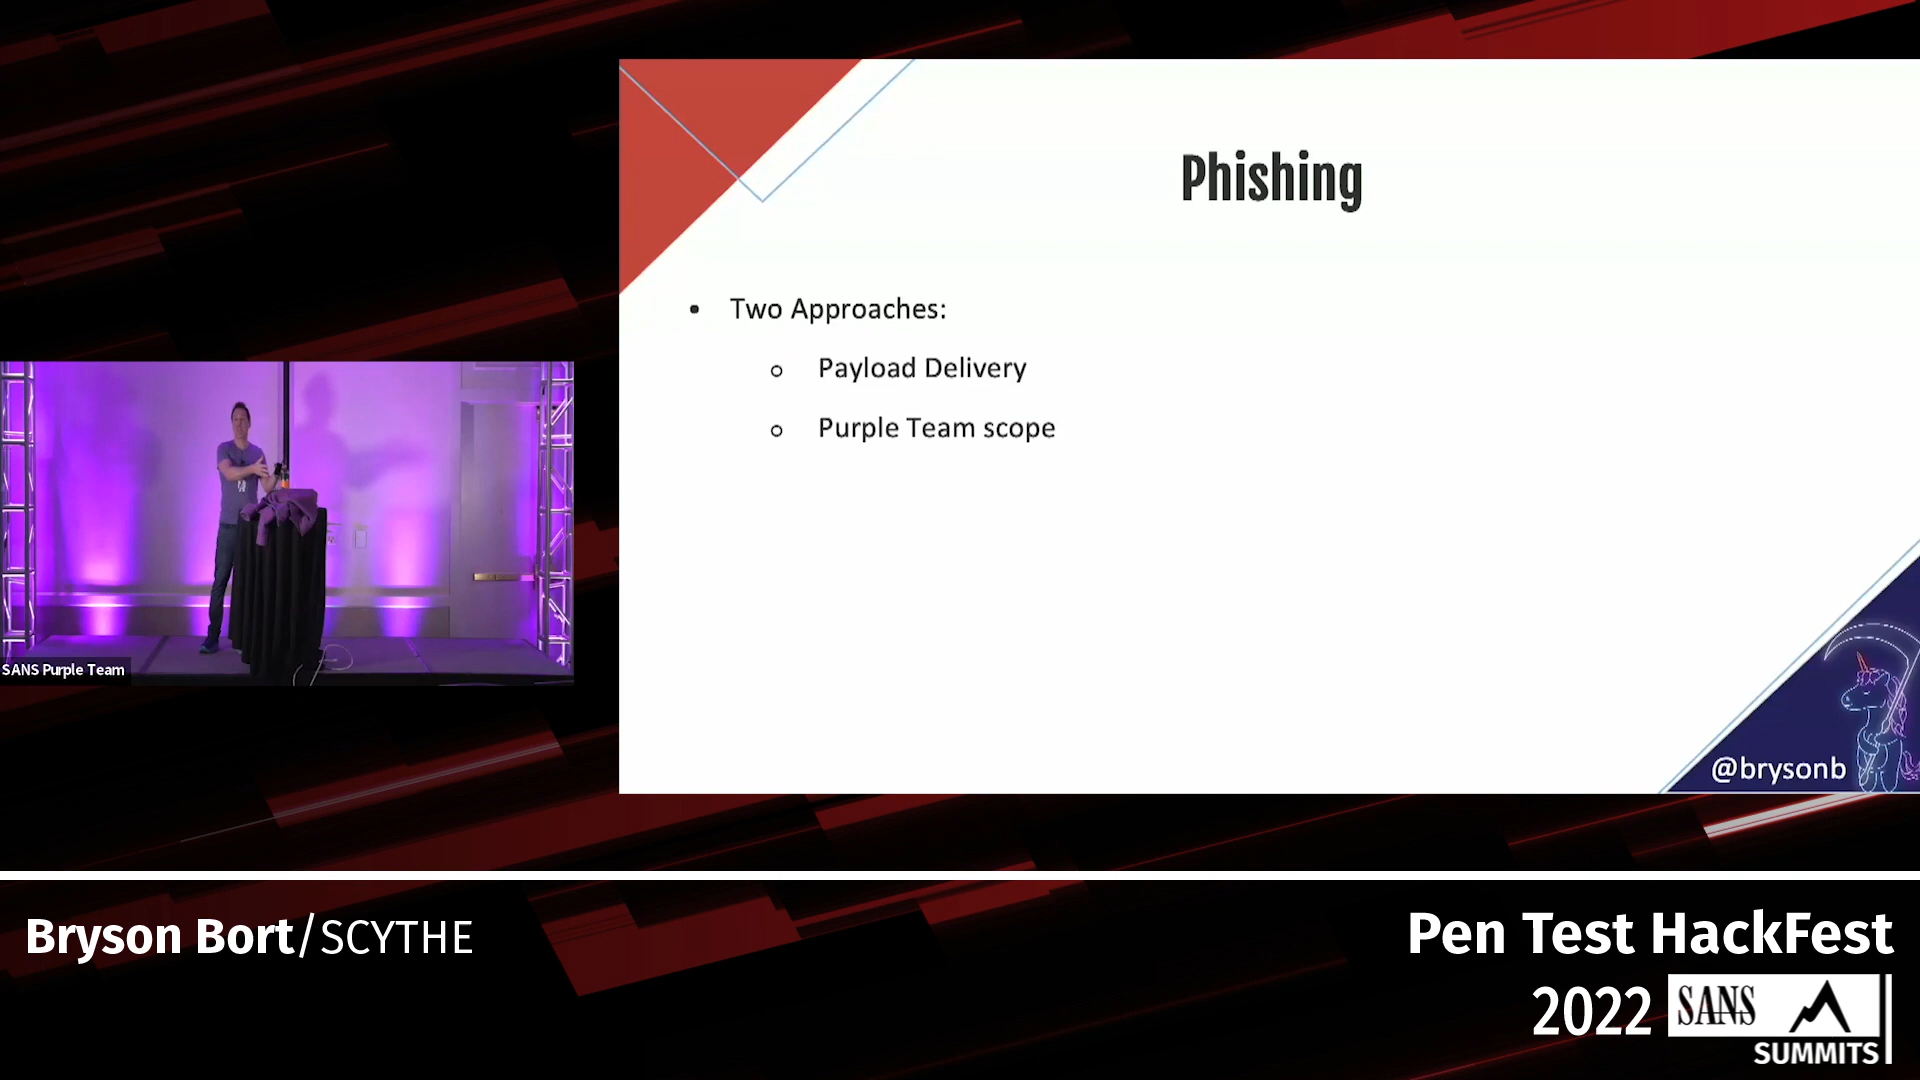 Phishing
Two Approaches:
Payload Delivery
Purple Team scope
@brysonb
SANS Purple Team
Bryson Bort/SCYTHE
Pen Test HackFest
2022
SANS
SUMMITS